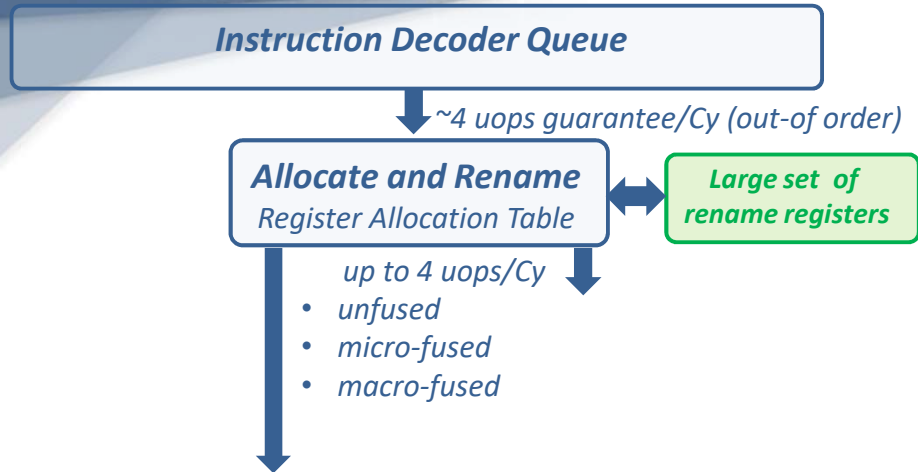 Instruction Decoder Queue
~4 uops guarantee/Cy (out-of order)
Allocate and Rename
Register Allocation Table
Large set of
rename registers
up to 4 uops/Cy
• unfused
• micro-fused
• macro-fused